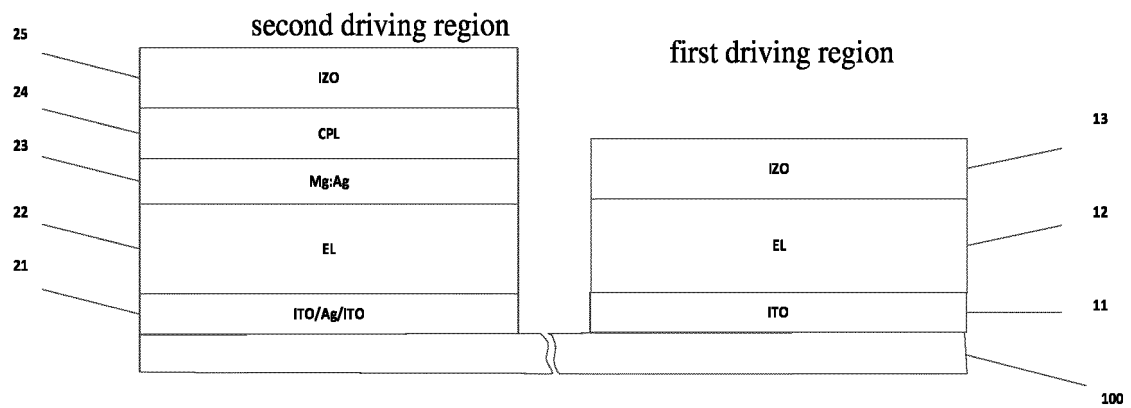 second driving region
first driving region
25
IZO
24
CPL
13
23
Mg:Ag
IZO
22
EL
12
EL
21
ITO/Ag/ITO
11
ITO
100